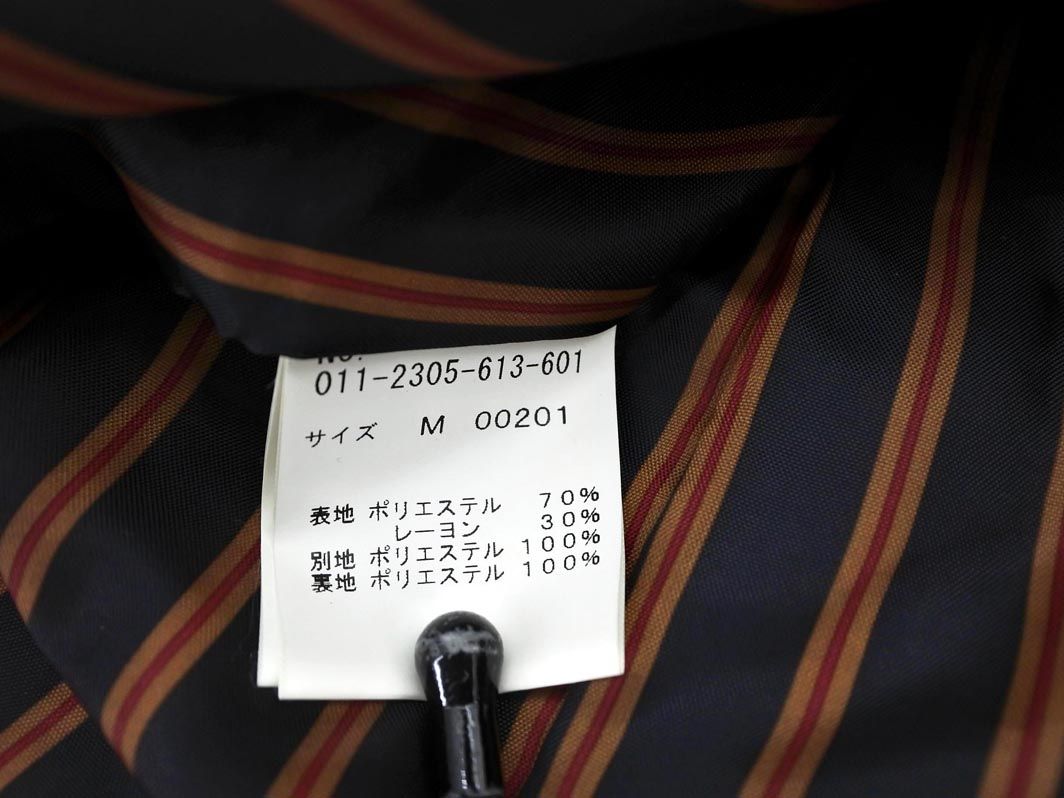 No.
011-2305-613-601
サイズ M 00201
表地 ポリエステル 70%
レーヨン 30%
別地 ポリエステル 100%
裏地 ポリエステル 100%